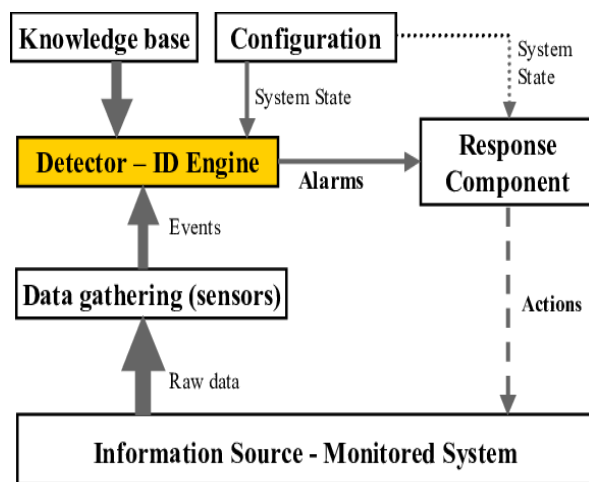 Knowledge base
Configuration
System State
System
State
Detector – ID Engine
Alarms
Response
Component
Events
Data gathering (sensors)
Actions
Raw data
Information Source - Monitored System